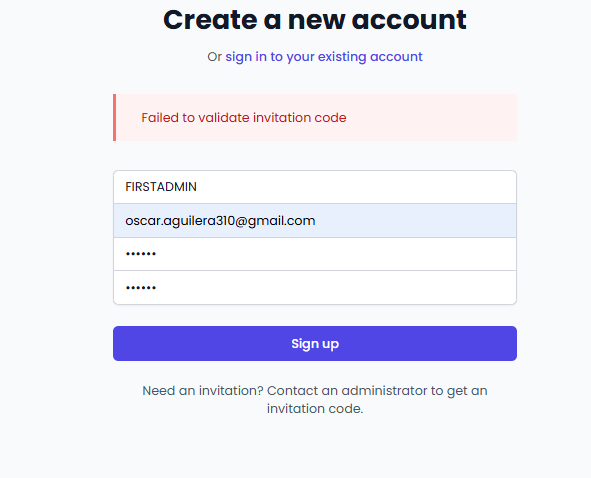 Create a new account
Or sign in to your existing account
Failed to validate invitation code
FIRSTADMIN
oscar.aguilera310@gmail.com
••••••
••••••
Sign up
Need an invitation? Contact an administrator to get an
invitation code.